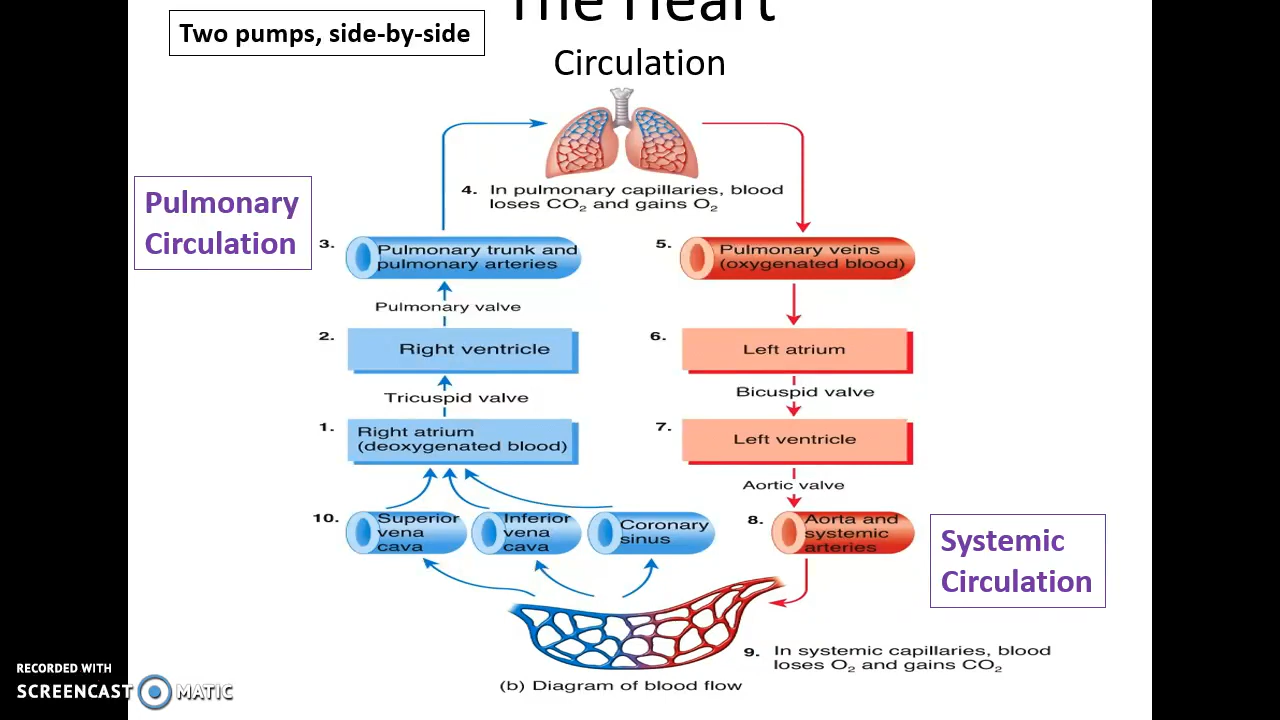 The Heart
Two pumps, side-by-side
Circulation
4. In pulmonary capillaries, blood
loses CO₂ and gains O₂
Pulmonary
Circulation
3. Pulmonary trunk and
pulmonary arteries
5. Pulmonary veins
(oxygenated blood)
Pulmonary valve
2. Right ventricle
6. Left atrium
Tricuspid valve
Bicuspid valve
1. Right atrium
(deoxygenated blood)
7. Left ventricle
Aortic valve
10. Superior
vena
cava
Inferior
vena
cava
Coronary
sinus
8. Aorta and
systemic
arteries
Systemic
Circulation
9. In systemic capillaries, blood
loses O₂ and gains CO₂
(b) Diagram of blood flow
RECORDED WITH
SCREENCAST MATIC